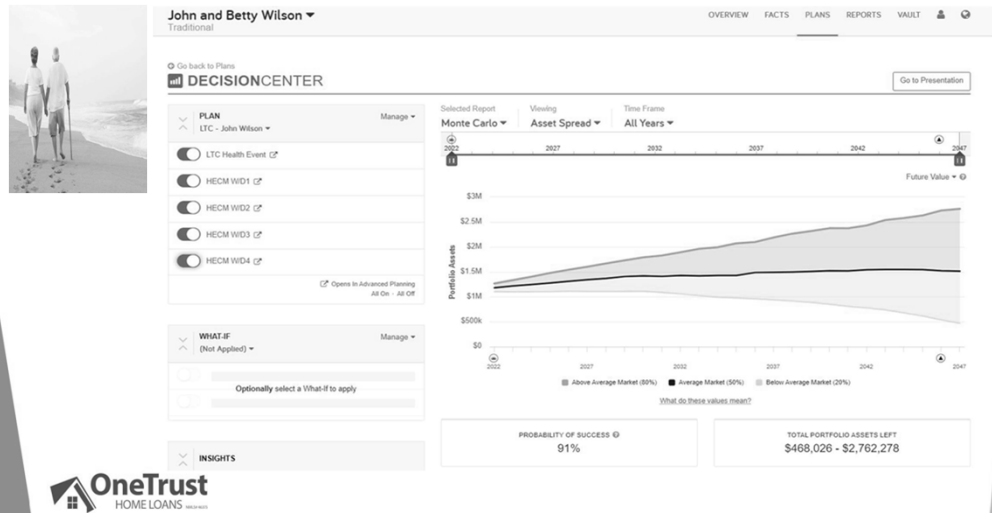 John and Betty Wilson
Traditional
OVERVIEW FACTS PLANS REPORTS VAULT
Go back to Plans
DECISIONCENTER
Go to Presentation
PLAN
LTC - John Wilson
Manage
LTC Health Event
HECM W/D1
HECM W/D2
HECM W/D3
HECM W/D4
Opens in Advanced Planning
All On - All Off
WHAT-IF
(Not Applied)
Manage
Optionally select a What-If to apply
INSIGHTS
Selected Report Viewing Time Frame
Monte Carlo Asset Spread All Years
2022 2027 2032 2037 2042 2047
Future Value
Portfolio Assets
$3M
$2.5M
$2M
$1.5M
$1M
$500k
$0
2022 2027 2032 2037 2042 2047
Above Average Market (80%) Average Market (50%) Below Average Market (20%)
What do these values mean?
PROBABILITY OF SUCCESS
91%
TOTAL PORTFOLIO ASSETS LEFT
$468,026 - $2,762,278
OneTrust
HOME LOANS